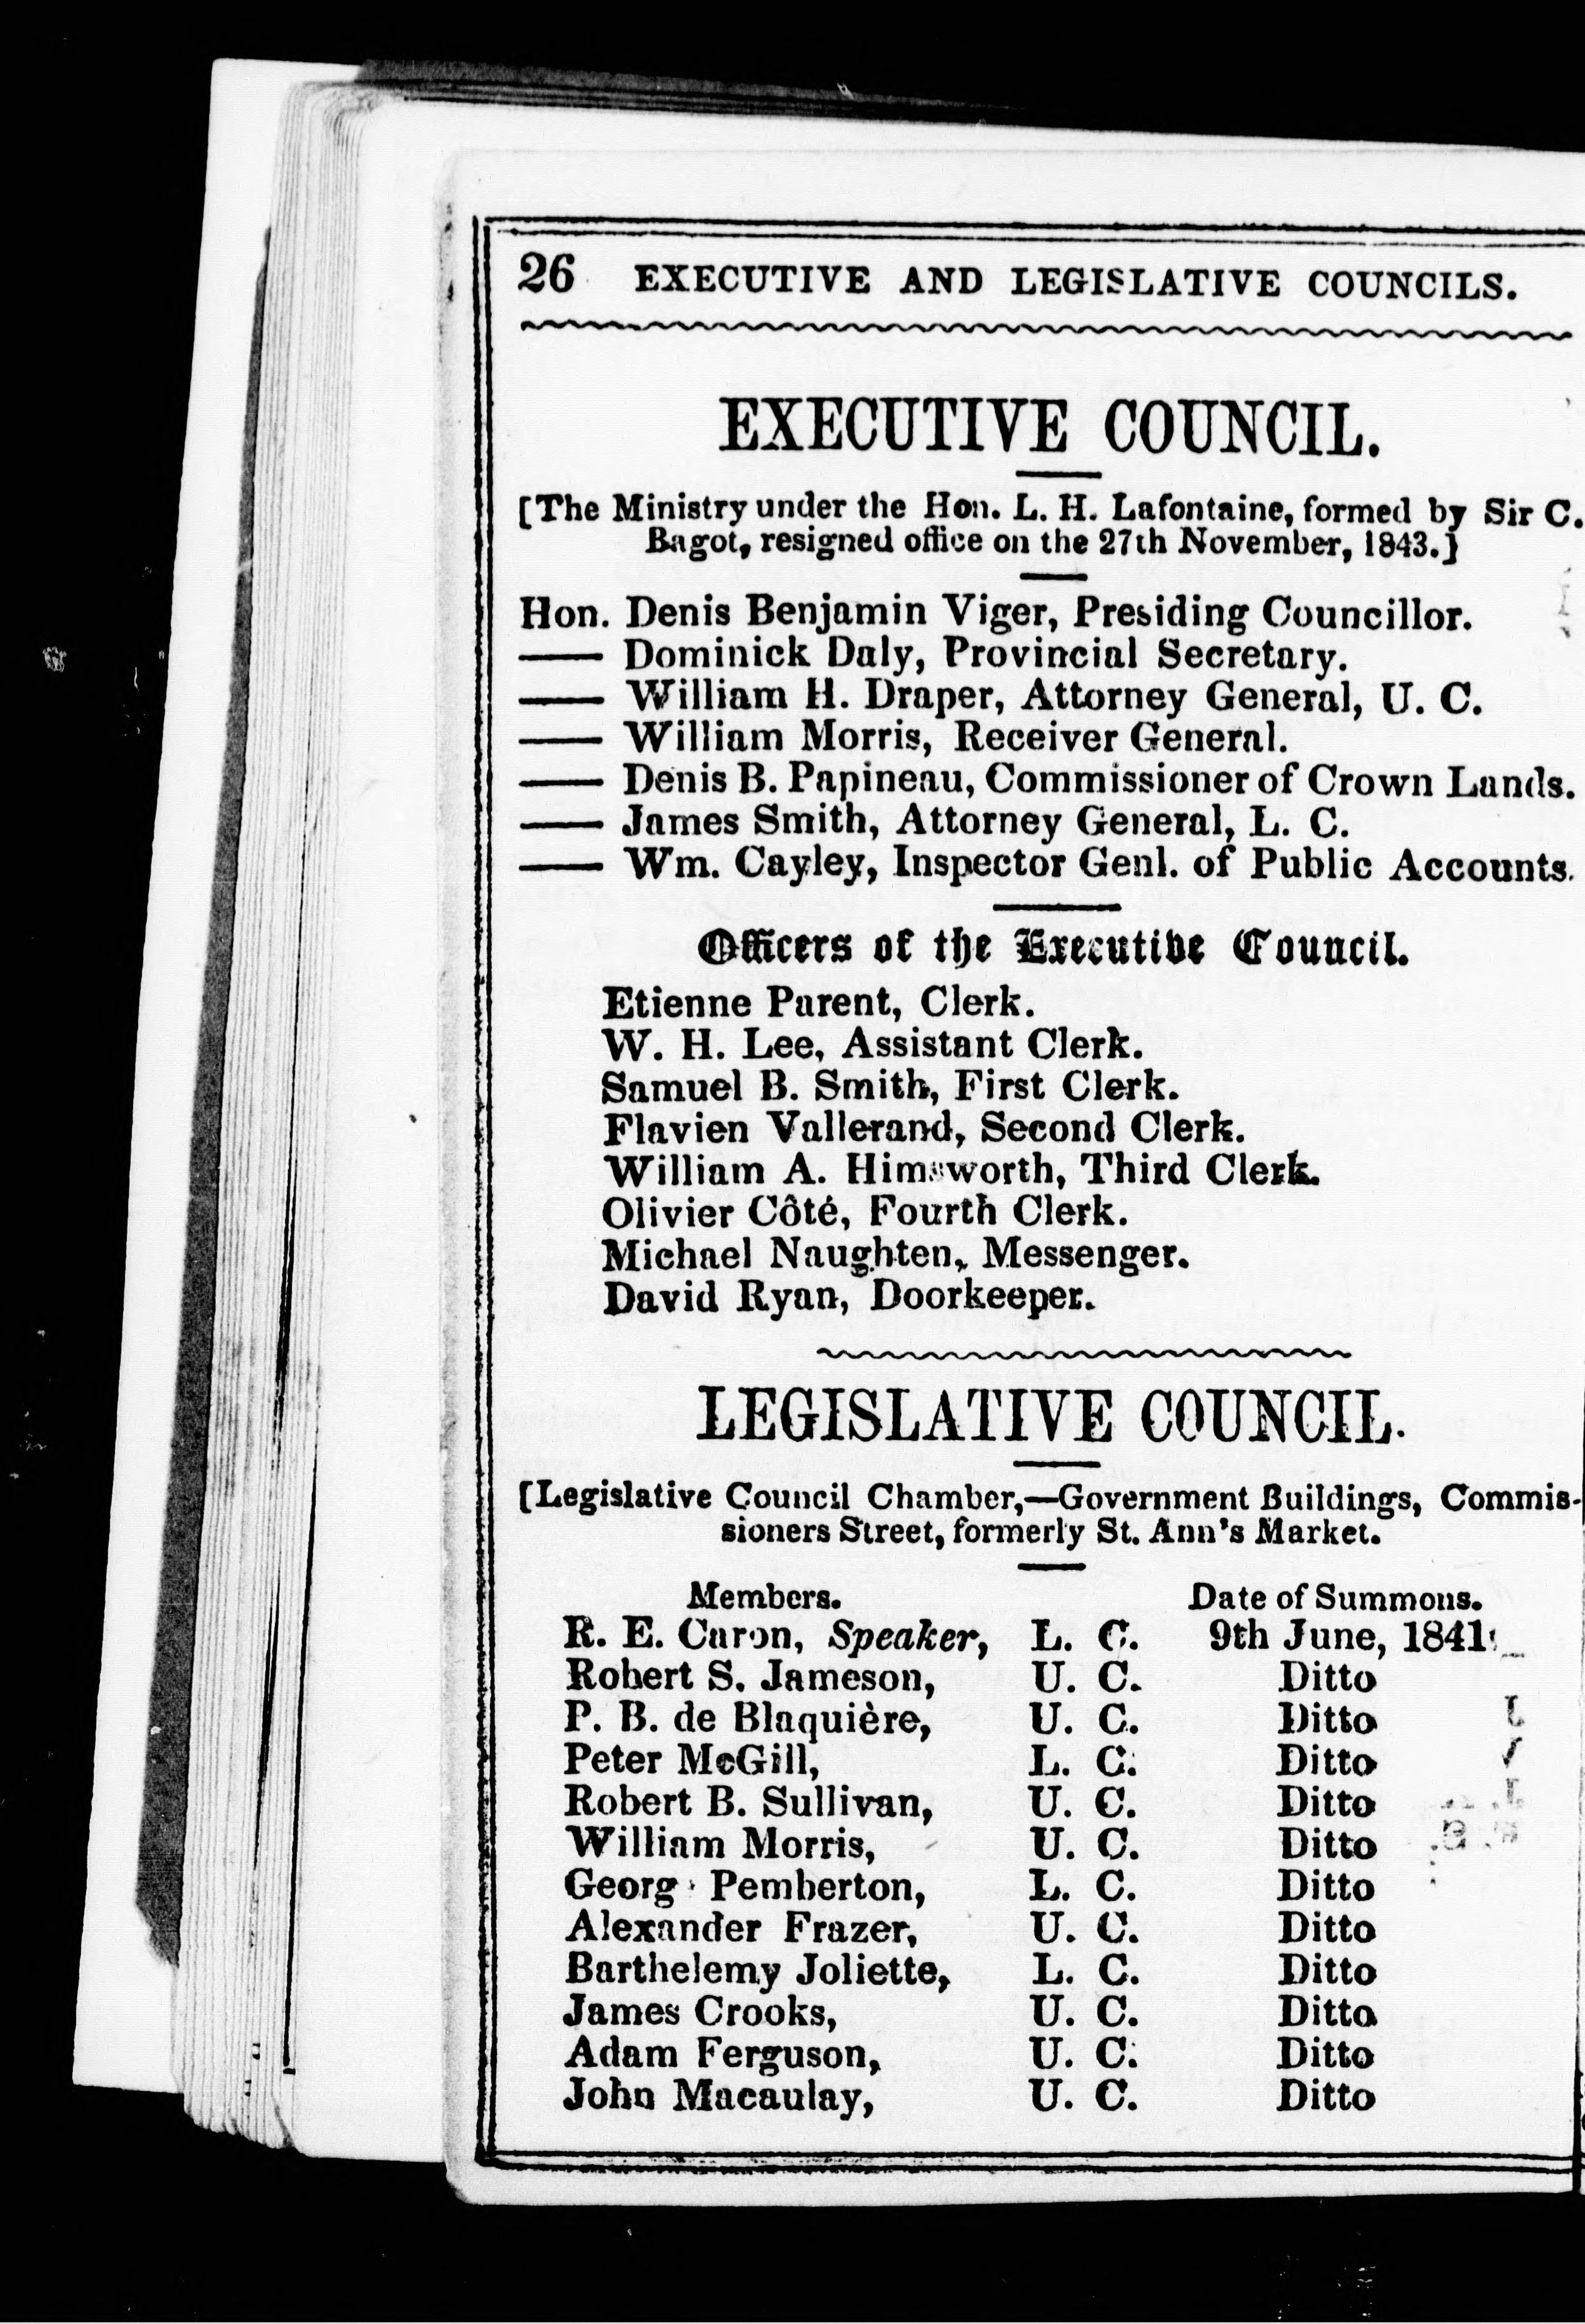 26 EXECUTIVE AND LEGISLATIVE COUNCILS.
EXECUTIVE COUNCIL.
[The Ministry under the Hon. L. H. Lafontaine, formed by Sir C.
Bagot, resigned office on the 27th November, 1843.]
Hon. Denis Benjamin Viger, Presiding Councillor.
—— Dominick Daly, Provincial Secretary.
—— William H. Draper, Attorney General, U. C.
—— William Morris, Receiver General.
—— Denis B. Papineau, Commissioner of Crown Lands.
—— James Smith, Attorney General, L. C.
—— Wm. Cayley, Inspector Genl. of Public Accounts.
Officers of the Executive Council.
Etienne Parent, Clerk.
W. H. Lee, Assistant Clerk.
Samuel B. Smith, First Clerk.
Flavien Vallerand, Second Clerk.
William A. Himsworth, Third Clerk.
Olivier Côté, Fourth Clerk.
Michael Naughten, Messenger.
David Ryan, Doorkeeper.
LEGISLATIVE COUNCIL.
[Legislative Council Chamber,—Government Buildings, Commis-
sioners Street, formerly St. Ann's Market.
Members. Date of Summons.
R. E. Caron, Speaker, L. C. 9th June, 1841
Robert S. Jameson, U. C. Ditto
P. B. de Blaquière, U. C. Ditto
Peter McGill, L. C. Ditto
Robert B. Sullivan, U. C. Ditto
William Morris, U. C. Ditto
Georg Pemberton, L. C. Ditto
Alexander Frazer, U. C. Ditto
Barthelemy Joliette, L. C. Ditto
James Crooks, U. C. Ditto
Adam Ferguson, U. C. Ditto
John Macaulay, U. C. Ditto